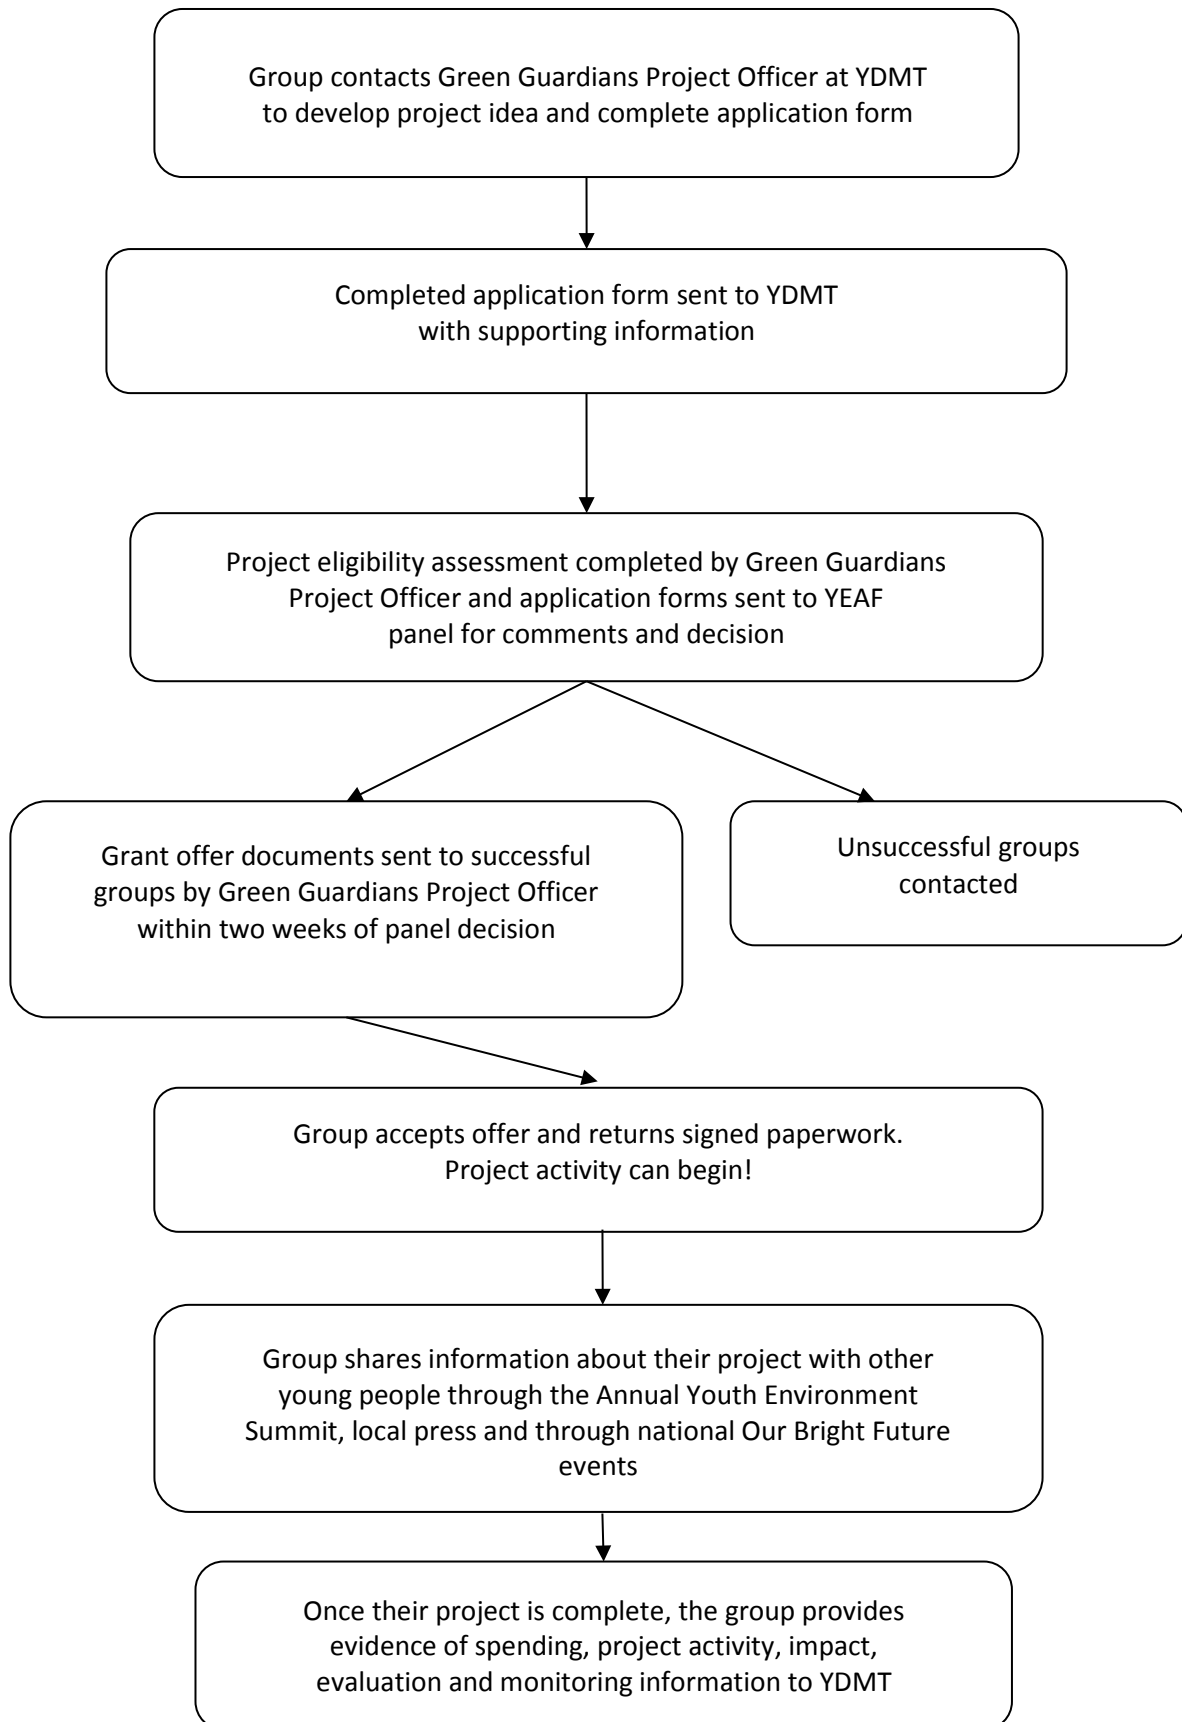 Group contacts Green Guardians Project Officer at YDMT
to develop project idea and complete application form
Completed application form sent to YDMT
with supporting information
Project eligibility assessment completed by Green Guardians
Project Officer and application forms sent to YEAF
panel for comments and decision
Grant offer documents sent to successful
groups by Green Guardians Project Officer
within two weeks of panel decision
Unsuccessful groups
contacted
Group accepts offer and returns signed paperwork.
Project activity can begin!
Group shares information about their project with other
young people through the Annual Youth Environment
Summit, local press and through national Our Bright Future
events
Once their project is complete, the group provides
evidence of spending, project activity, impact,
evaluation and monitoring information to YDMT